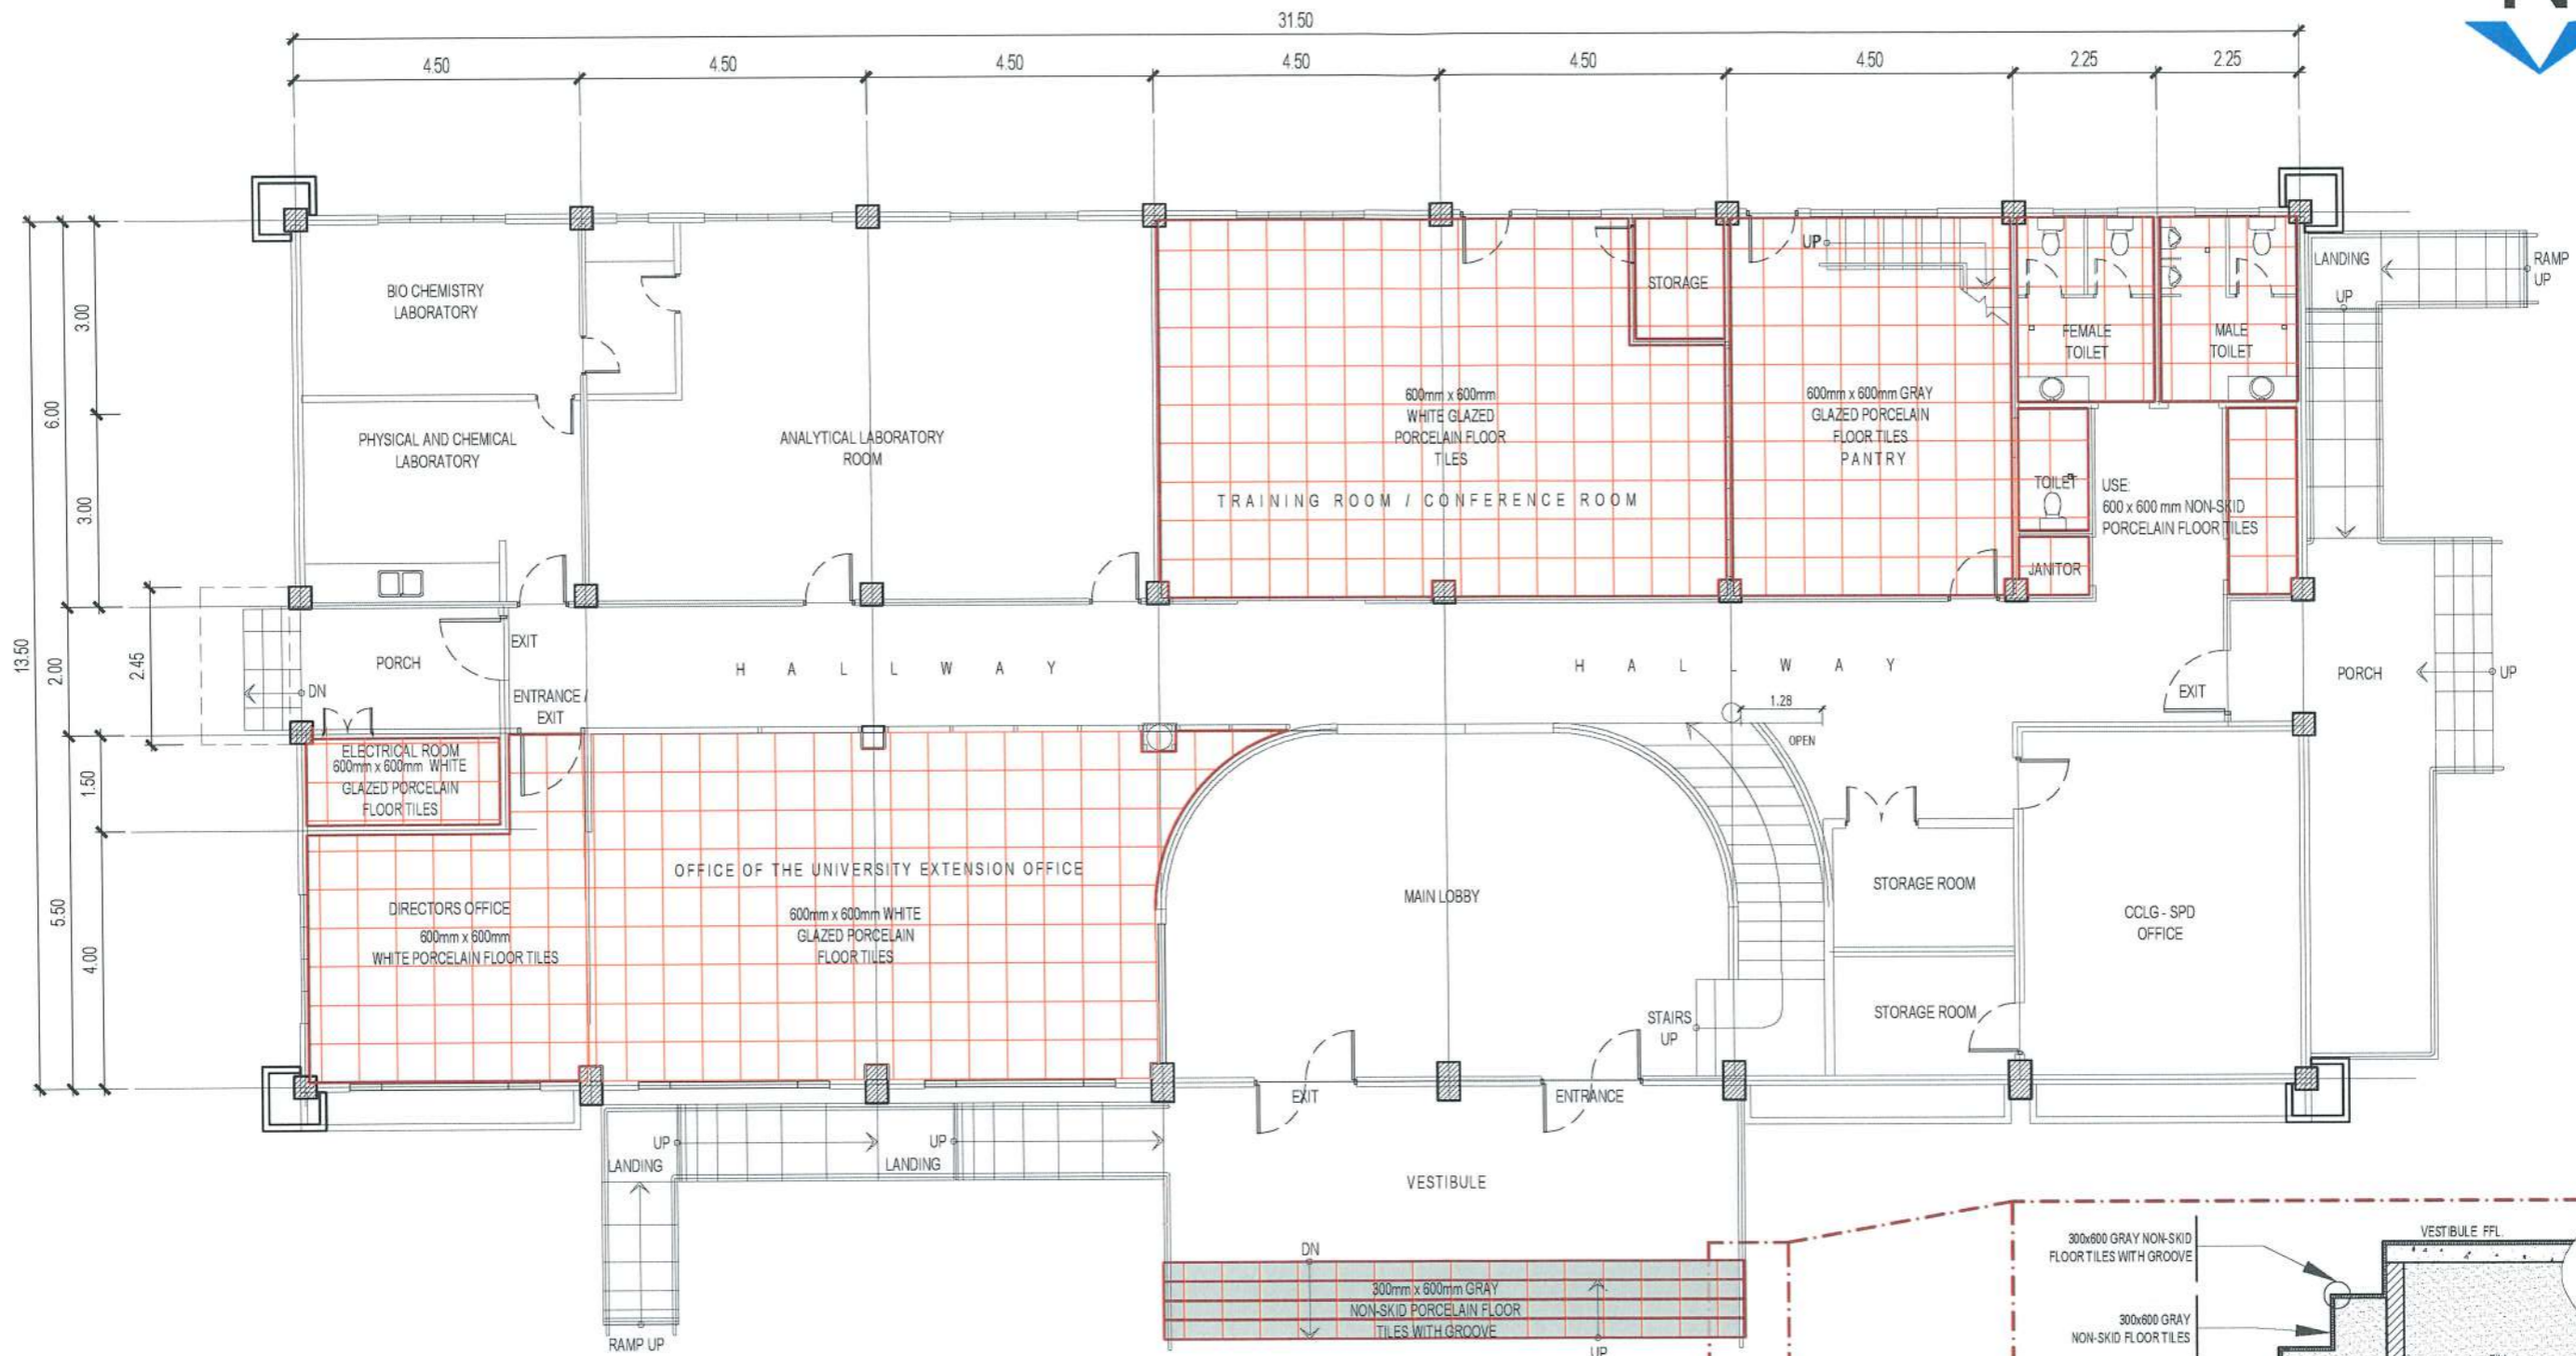 N
31.50
4.50
4.50
4.50
4.50
4.50
4.50
2.25
2.25
13.50
6.00
3.00
3.00
2.00
2.45
5.50
1.50
4.00
BIO CHEMISTRY
LABORATORY
PHYSICAL AND CHEMICAL
LABORATORY
ANALYTICAL LABORATORY
ROOM
STORAGE
600mm x 600mm
WHITE GLAZED
PORCELAIN FLOOR
TILES
TRAINING ROOM / CONFERENCE ROOM
UP
600mm x 600mm GRAY
GLAZED PORCELAIN
FLOOR TILES
PANTRY
FEMALE
TOILET
MALE
TOILET
LANDING
UP
RAMP
UP
TOILET
JANITOR
USE:
600 x 600 mm NON-SKID
PORCELAIN FLOOR TILES
PORCH
DN
EXIT
ENTRANCE /
EXIT
HALLWAY
HALLWAY
1.28
OPEN
EXIT
PORCH
UP
ELECTRICAL ROOM
600mm x 600mm WHITE
GLAZED PORCELAIN
FLOOR TILES
OFFICE OF THE UNIVERSITY EXTENSION OFFICE
DIRECTORS OFFICE
600mm x 600mm
WHITE PORCELAIN FLOOR TILES
600mm x 600mm WHITE
GLAZED PORCELAIN
FLOOR TILES
MAIN LOBBY
STORAGE ROOM
CCLG - SPD
OFFICE
STORAGE ROOM
STAIRS
UP
EXIT
ENTRANCE
UP
LANDING
UP
LANDING
RAMP UP
VESTIBULE
DN
300mm x 600mm GRAY
NON-SKID PORCELAIN FLOOR
TILES WITH GROOVE
UP
300x600 GRAY NON-SKID
FLOOR TILES WITH GROOVE
VESTIBULE FFL.
300x600 GRAY
NON-SKID FLOOR TILES